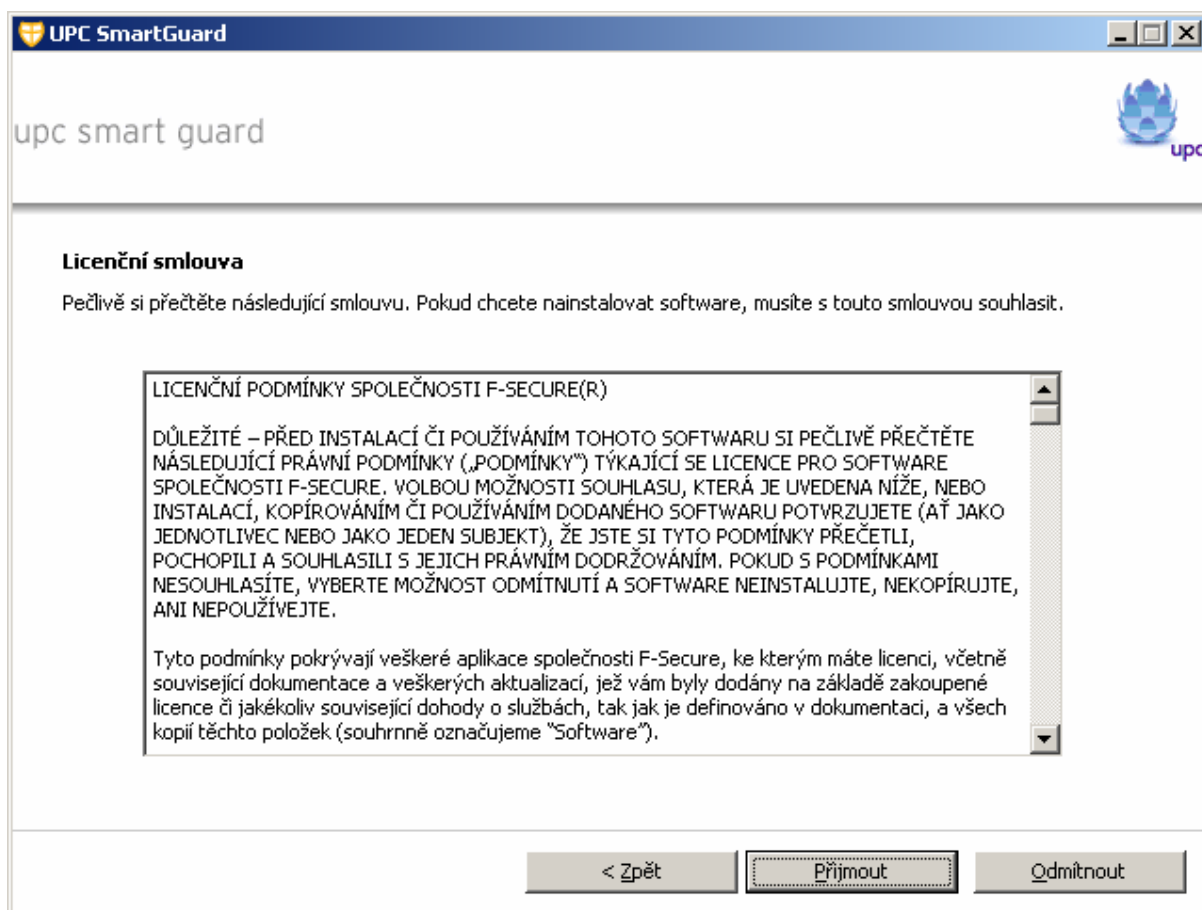 UPC SmartGuard
upc smart guard
upc
Licenční smlouva
Pečlivě si přečtěte následující smlouvu. Pokud chcete nainstalovat software, musíte s touto smlouvou souhlasit.
LICENČNÍ PODMÍNKY SPOLEČNOSTI F-SECURE(R)
DŮLEŽITÉ – PŘED INSTALACÍ ČI POUŽÍVÁNÍM TOHOTO SOFTWARU SI PEČLIVĚ PŘEČTĚTE
NÁSLEDUJÍCÍ PRÁVNÍ PODMÍNKY („PODMÍNKY“) TÝKAJÍCÍ SE LICENCE PRO SOFTWARE
SPOLEČNOSTI F-SECURE. VOLBOU MOŽNOSTI SOUHLASU, KTERÁ JE UVEDENA NÍŽE, NEBO
INSTALACÍ, KOPÍROVÁNÍM ČI POUŽÍVÁNÍM DODANÉHO SOFTWARU POTVRZUJETE (AŤ JAKO
JEDNOTLIVEC NEBO JAKO JEDEN SUBJEKT), ŽE JSTE SI TYTO PODMÍNKY PŘEČETLI,
POCHOPILI A SOUHLASILI S JEJICH PRÁVNÍM DODRŽOVÁNÍM. POKUD S PODMÍNKAMI
NESOUHLASÍTE, VYBERTE MOŽNOST ODMÍTNUTÍ A SOFTWARE NEINSTALUJTE, NEKOPÍRUJTE,
ANI NEPOUŽÍVEJTE.
Tyto podmínky pokrývají veškeré aplikace společnosti F-Secure, ke kterým máte licenci, včetně
související dokumentace a veškerých aktualizací, jež vám byly dodány na základě zakoupené
licence či jakékoliv související dohody o službách, tak jak je definováno v dokumentaci, a všech
kopií těchto položek (souhrnně označujeme "Software").
< Zpět
Přijmout
Odmítnout